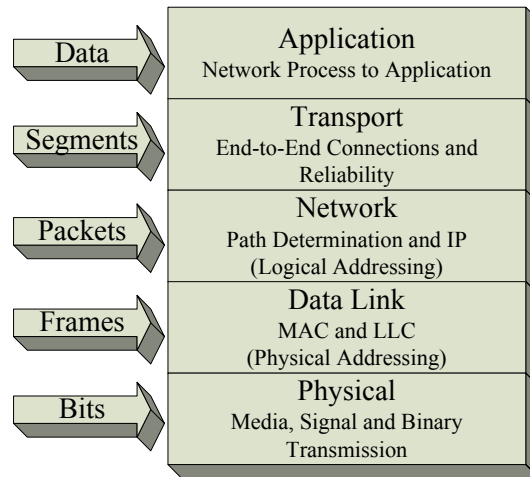 Data
Application
Network Process to Application
Segments
Transport
End-to-End Connections and
Reliability
Packets
Network
Path Determination and IP
(Logical Addressing)
Frames
Data Link
MAC and LLC
(Physical Addressing)
Bits
Physical
Media, Signal and Binary
Transmission